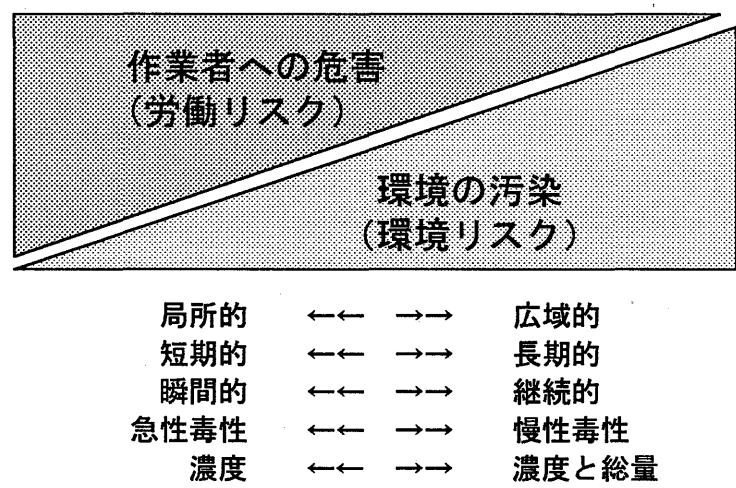 作業者への危害
(労働リスク)
環境の汚染
(環境リスク)
局所的 ←← →→ 広域的
短期的 ←← →→ 長期的
瞬間的 ←← →→ 継続的
急性毒性 ←← →→ 慢性毒性
濃度 ←← →→ 濃度と総量